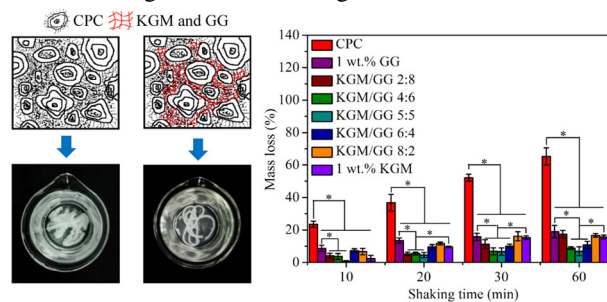 CPC KGM and GG
CPC
1 wt.% GG
KGM/GG 2:8
KGM/GG 4:6
KGM/GG 5:5
KGM/GG 6:4
KGM/GG 8:2
1 wt.% KGM
Mass loss (%)
140
120
100
80
60
40
20
0
* * * *
* * * * * * *
10 20 30 60
Shaking time (min)